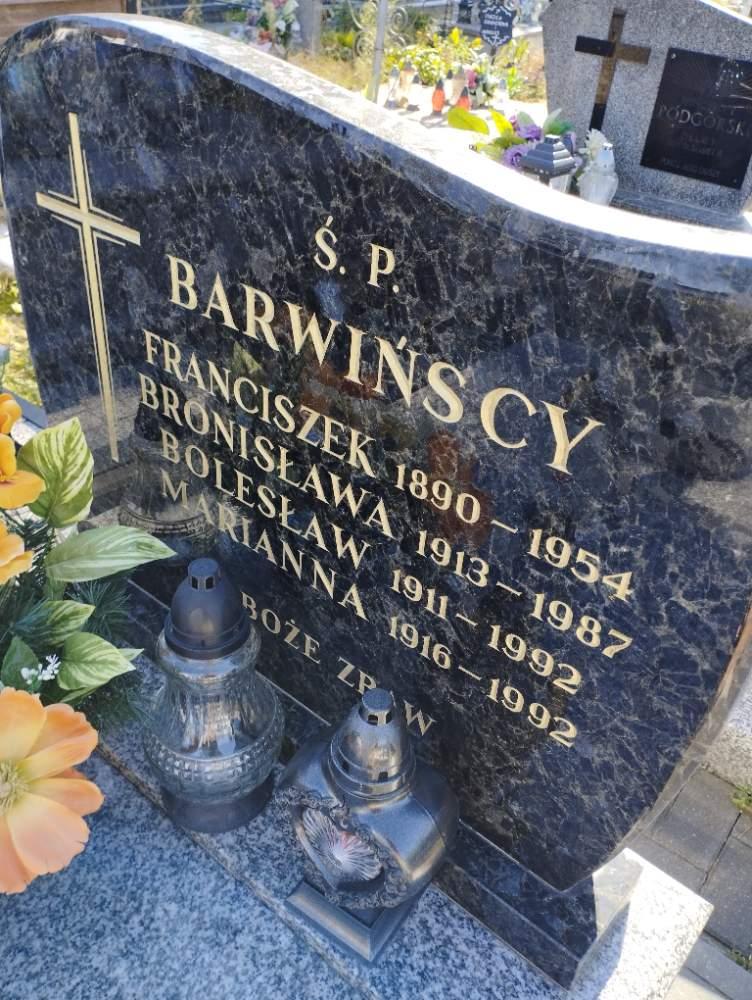 Ś. P.
BARWIŃSCY
FRANCISZEK 1890 – 1954
BRONISŁAWA 1913 – 1987
BOLESŁAW 1911 – 1992
MARIANNA 1916 – 1992
BOŻE
PODGÓRSKI